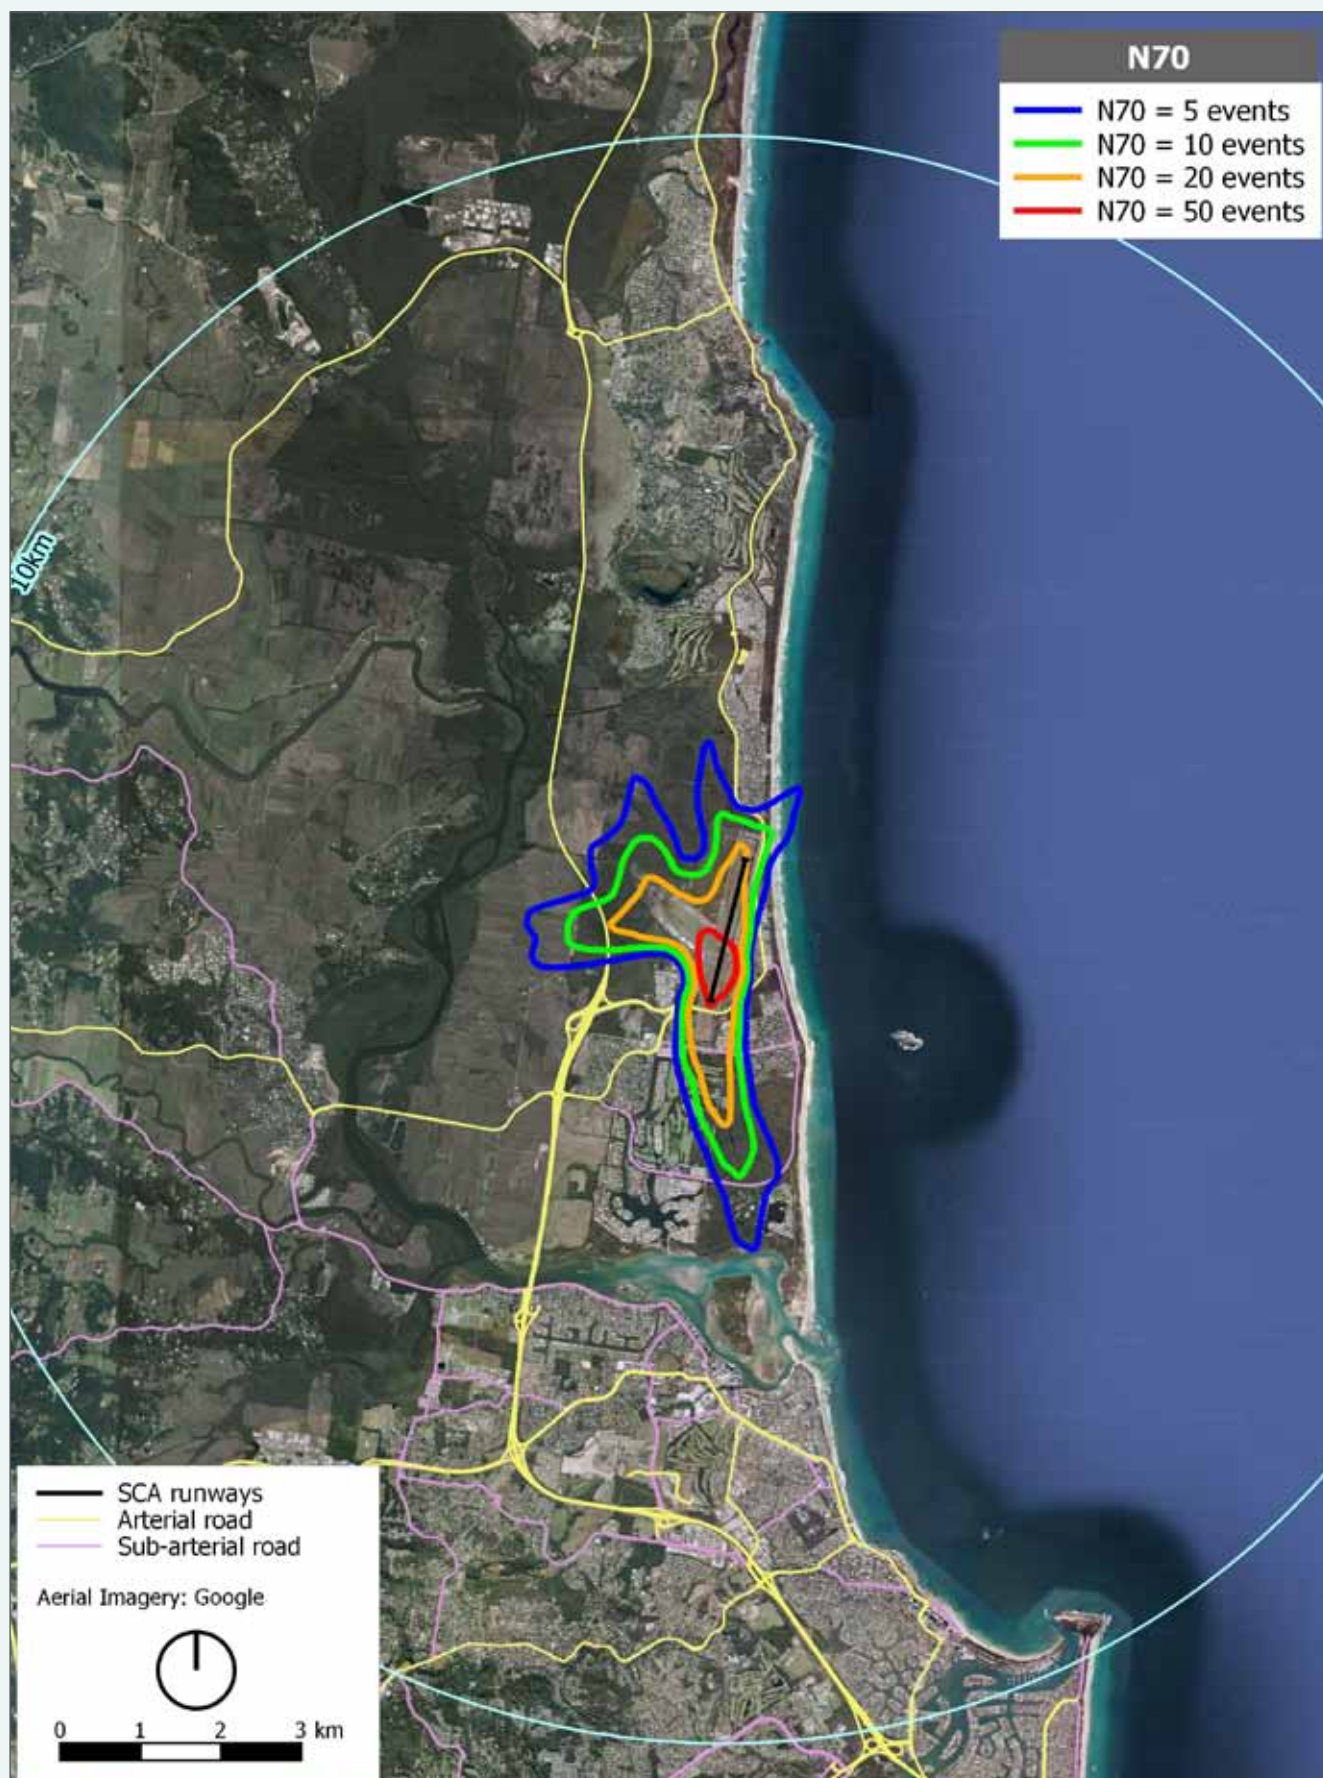 N70
N70 = 5 events
N70 = 10 events
N70 = 20 events
N70 = 50 events
10km
SCA runways
Arterial road
Sub-arterial road
Aerial Imagery: Google
0 1 2 3 km